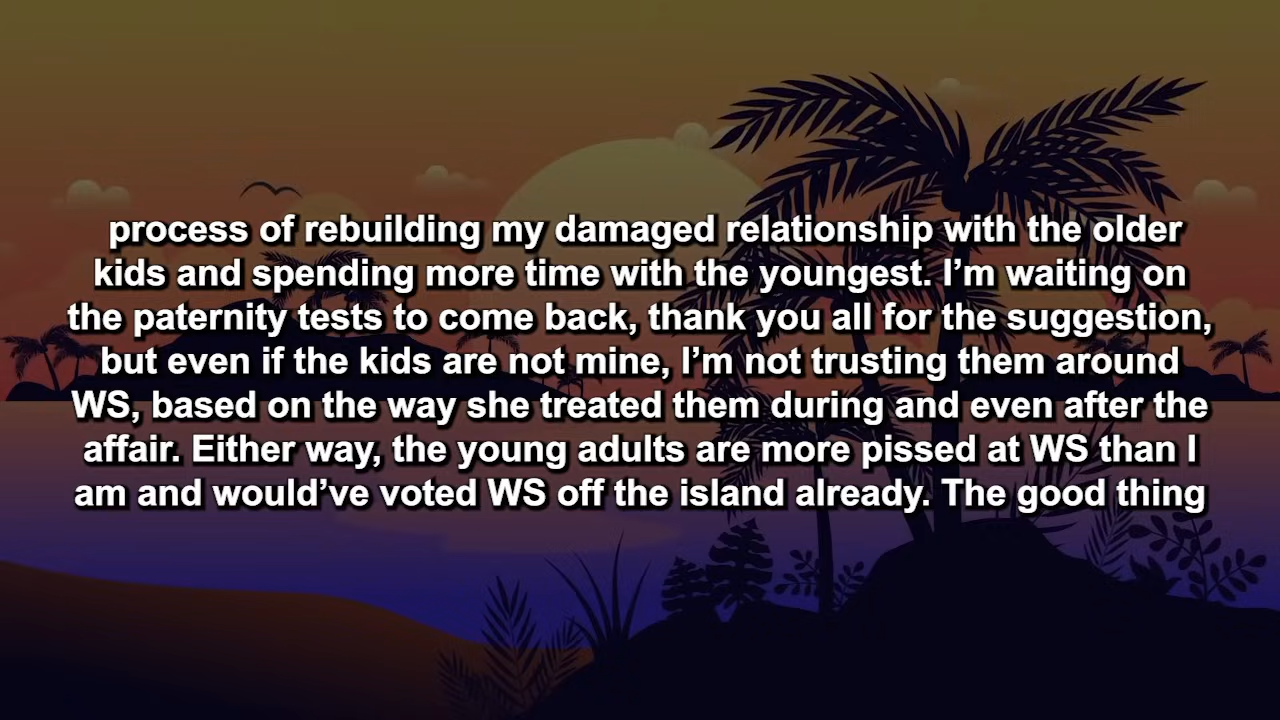 process of rebuilding my damaged relationship with the older
kids and spending more time with the youngest. I’m waiting on
the paternity tests to come back, thank you all for the suggestion,
but even if the kids are not mine, I’m not trusting them around
WS, based on the way she treated them during and even after the
affair. Either way, the young adults are more pissed at WS than I
am and would’ve voted WS off the island already. The good thing